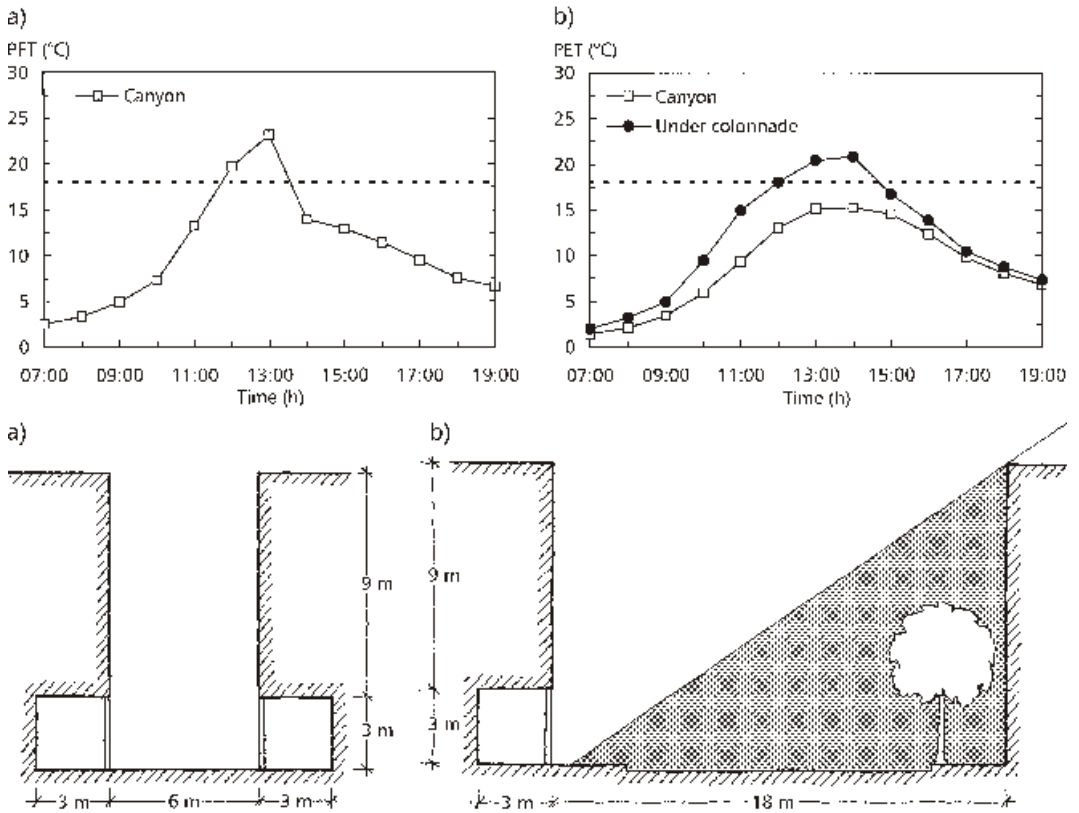 a)
PET (°C)
30
25
20
15
10
5
0
Canyon
07:00 09:00 11:00 13:00 15:00 17:00 19:00
Time (h)
b)
PET (°C)
30
25
20
15
10
5
0
Canyon
Under colonnade
07:00 09:00 11:00 13:00 15:00 17:00 19:00
Time (h)
a)
9 m
3 m
3 m 6 m 3 m
b)
9 m
3 m
3 m 18 m